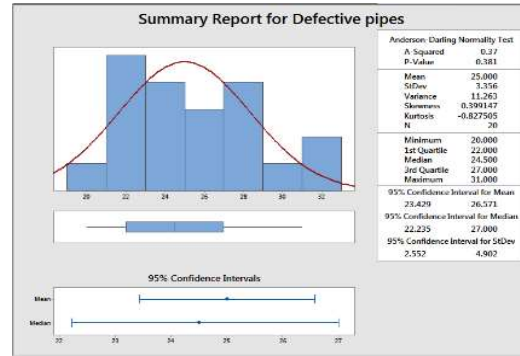 Summary Report for Defective pipes
Anderson-Darling Normality Test
A-Squared 0.37
P-Value 0.381
Mean 25.000
StDev 3.356
Variance 11.263
Skewness 0.399147
Kurtosis -0.827505
N 20
Minimum 20.000
1st Quartile 22.000
Median 24.500
3rd Quartile 27.000
Maximum 31.000
95% Confidence Interval for Mean
23.429 26.571
95% Confidence Interval for Median
22.235 27.000
95% Confidence Interval for StDev
2.552 4.902
20 22 24 26 28 30 32
95% Confidence Intervals
Mean
Median
22 23 24 25 26 27